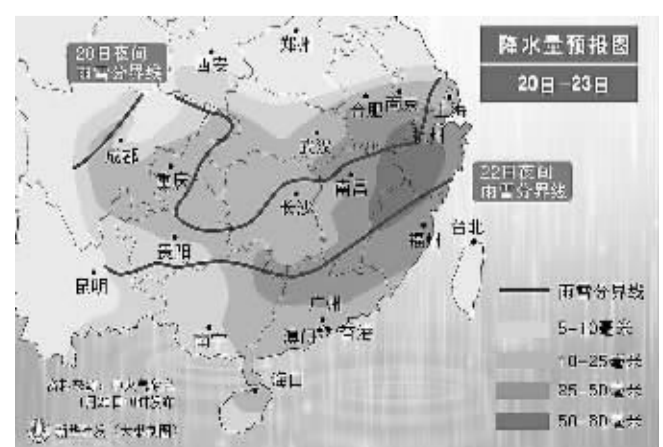 降水量预报图
20日-23日
20日夜间
雨雪分界线
郑州
西安
合肥
南京
上海
杭州
成都
武汉
重庆
南昌
长沙
22日夜间
雨雪分界线
贵阳
福州
台北
昆明
广州
南宁
澳门
香港
海口
雨雪分界线
5-10毫米
10-25毫米
25-50毫米
50-80毫米